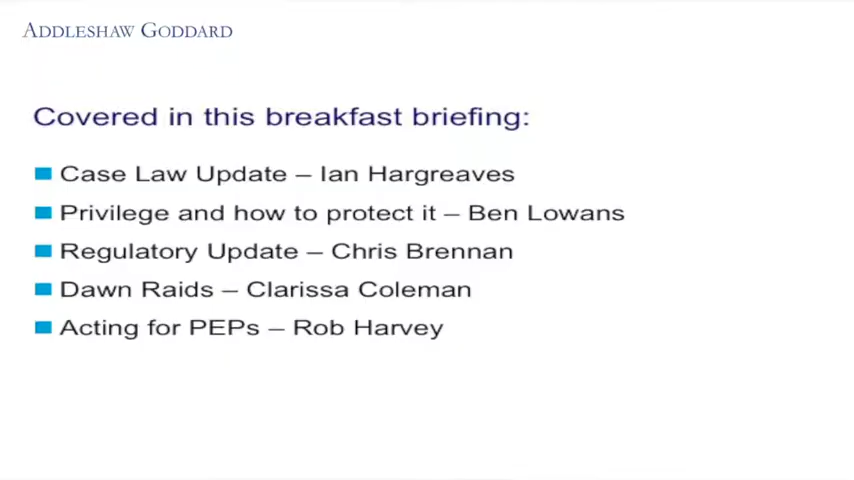 ADDLESHAW GODDARD
Covered in this breakfast briefing:
Case Law Update – Ian Hargreaves
Privilege and how to protect it – Ben Lowans
Regulatory Update – Chris Brennan
Dawn Raids – Clarissa Coleman
Acting for PEPs – Rob Harvey